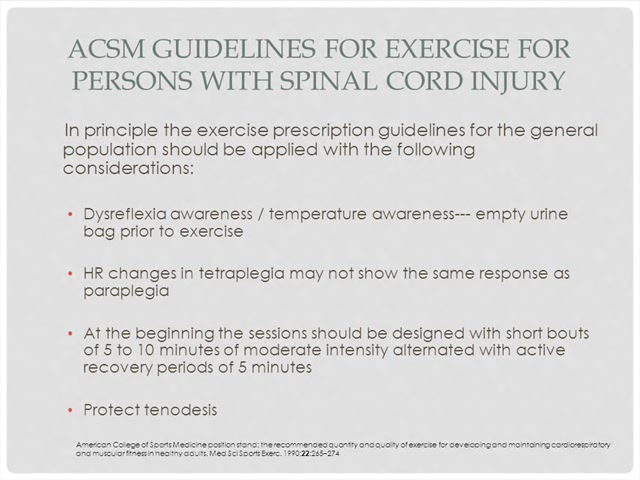 ACSM GUIDELINES FOR EXERCISE FOR
PERSONS WITH SPINAL CORD INJURY
In principle the exercise prescription guidelines for the general
population should be applied with the following
considerations:
• Dysreflexia awareness / temperature awareness--- empty urine
bag prior to exercise
• HR changes in tetraplegia may not show the same response as
paraplegia
• At the beginning the sessions should be designed with short bouts
of 5 to 10 minutes of moderate intensity alternated with active
recovery periods of 5 minutes
• Protect tenodesis
American College of Sports Medicine position stand: the recommended quantity and quality of exercise for developing and maintaining cardiorespiratory
and muscular fitness in healthy adults. Med Sci Sports Exerc. 1990;22:265–274